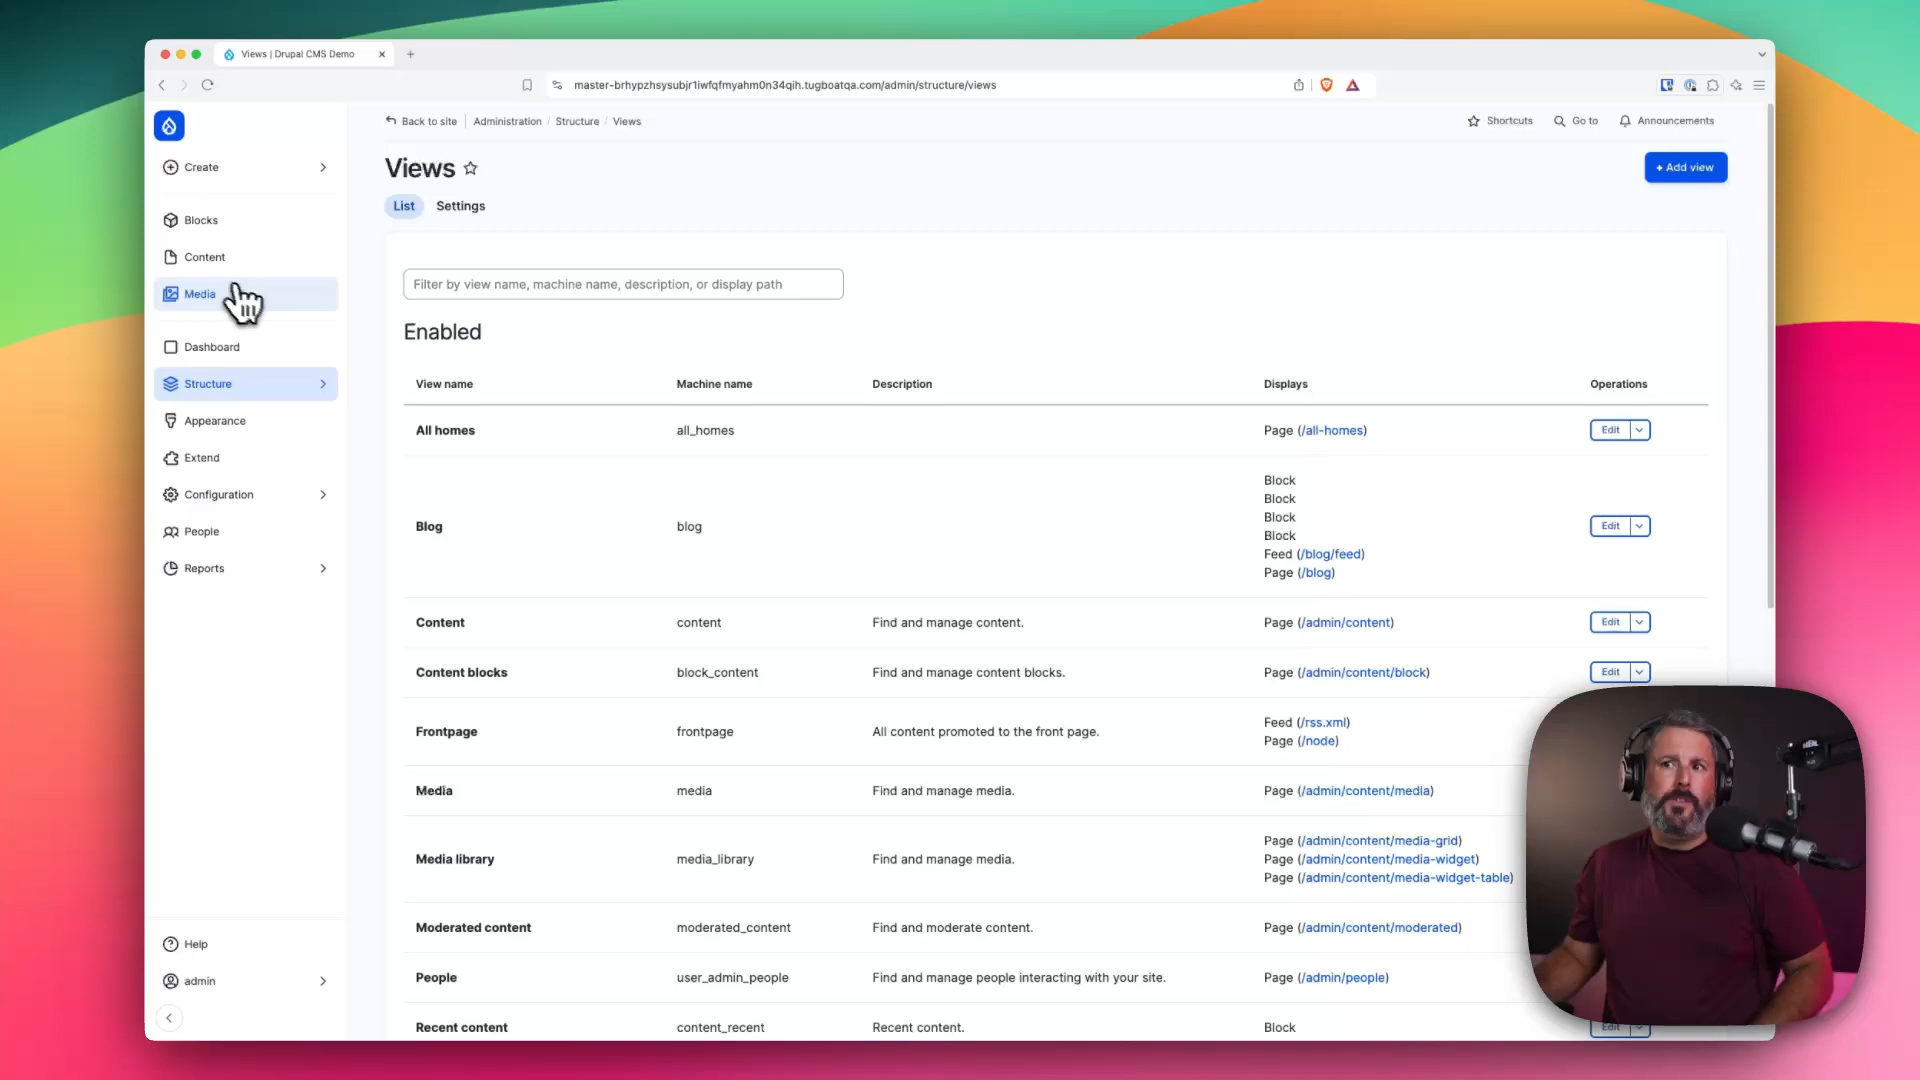 Views | Drupal CMS Demo
master-brhypzhsysubjr1iwfqfmyahm0n34qih.tugboatqa.com/admin/structure/views
Back to site
Administration / Structure / Views
Shortcuts
Go to
Announcements
Create
Blocks
Content
Media
Dashboard
Structure
Appearance
Extend
Configuration
People
Reports
Help
admin
Views
+ Add view
List
Settings
Filter by view name, machine name, description, or display path
Enabled
View name Machine name Description Displays Operations
All homes all_homes Page (/all-homes) Edit
Block
Block
Block
Blog blog Edit
Block
Feed (/blog/feed)
Page (/blog)
Content content Find and manage content. Page (/admin/content) Edit
Content blocks block_content Find and manage content blocks. Page (/admin/content/block) Edit
Feed (/rss.xml)
Frontpage frontpage All content promoted to the front page.
Page (/node)
Media media Find and manage media. Page (/admin/content/media)
Page (/admin/content/media-grid)
Media library media_library Find and manage media. Page (/admin/content/media-widget)
Page (/admin/content/media-widget-table)
Moderated content moderated_content Find and moderate content. Page (/admin/content/moderated)
People user_admin_people Find and manage people interacting with your site. Page (/admin/people)
Recent content content_recent Recent content. Block Edit